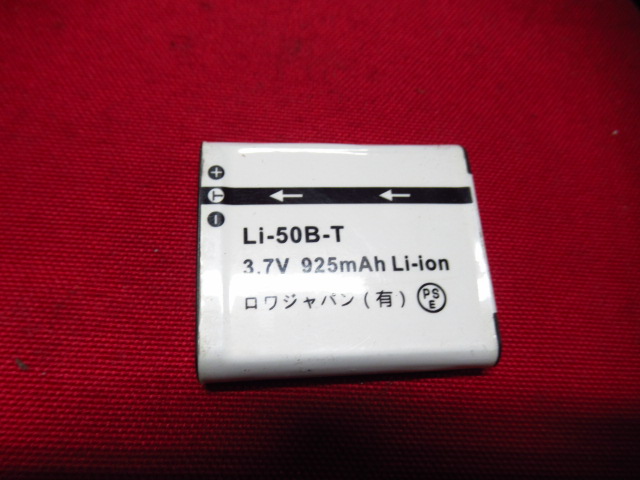 +
T
−
Li-50B-T
3.7V 925mAh Li-ion
ロワジャパン(有) PSE